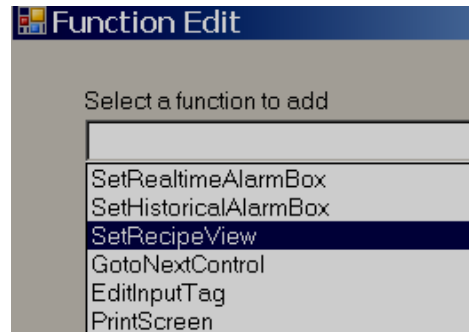 Function Edit
Select a function to add
SetRealtimeAlarmBox
SetHistoricalAlarmBox
SetRecipeView
GotoNextControl
EditInputTag
PrintScreen